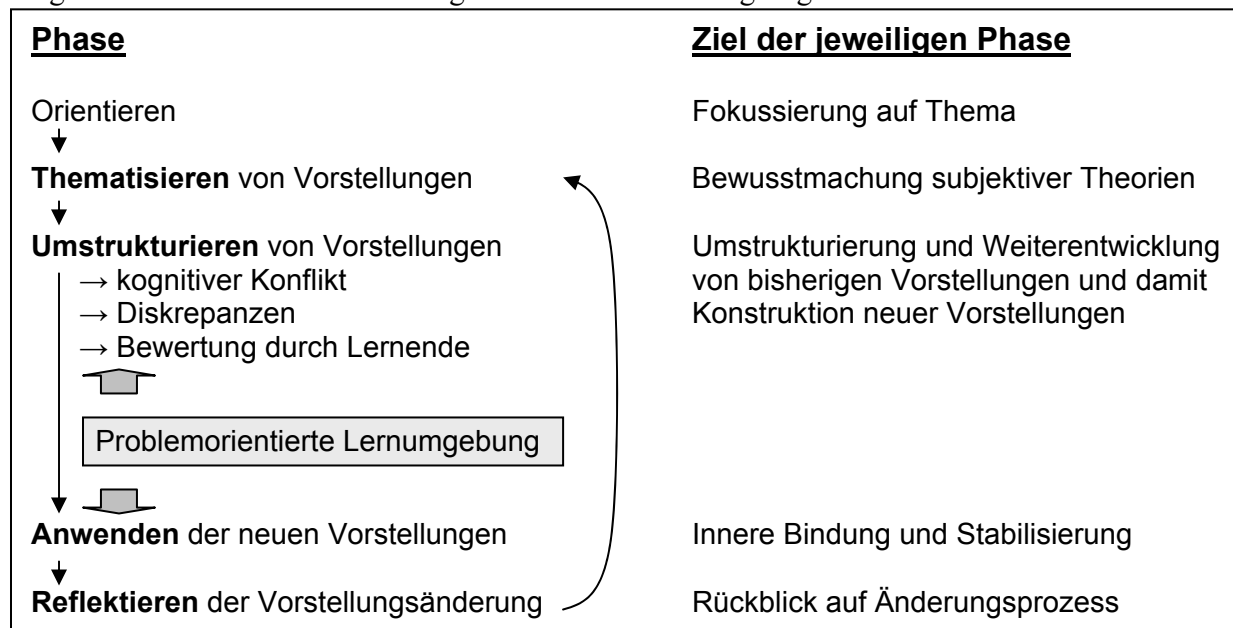 Phase Ziel der jeweiligen Phase
Orientieren Fokussierung auf Thema
Thematisieren von Vorstellungen Bewusstmachung subjektiver Theorien
Umstrukturieren von Vorstellungen Umstrukturierung und Weiterentwicklung
→ kognitiver Konflikt von bisherigen Vorstellungen und damit
→ Diskrepanzen Konstruktion neuer Vorstellungen
→ Bewertung durch Lernende
Problemorientierte Lernumgebung
Anwenden der neuen Vorstellungen Innere Bindung und Stabilisierung
Reflektieren der Vorstellungsänderung Rückblick auf Änderungsprozess